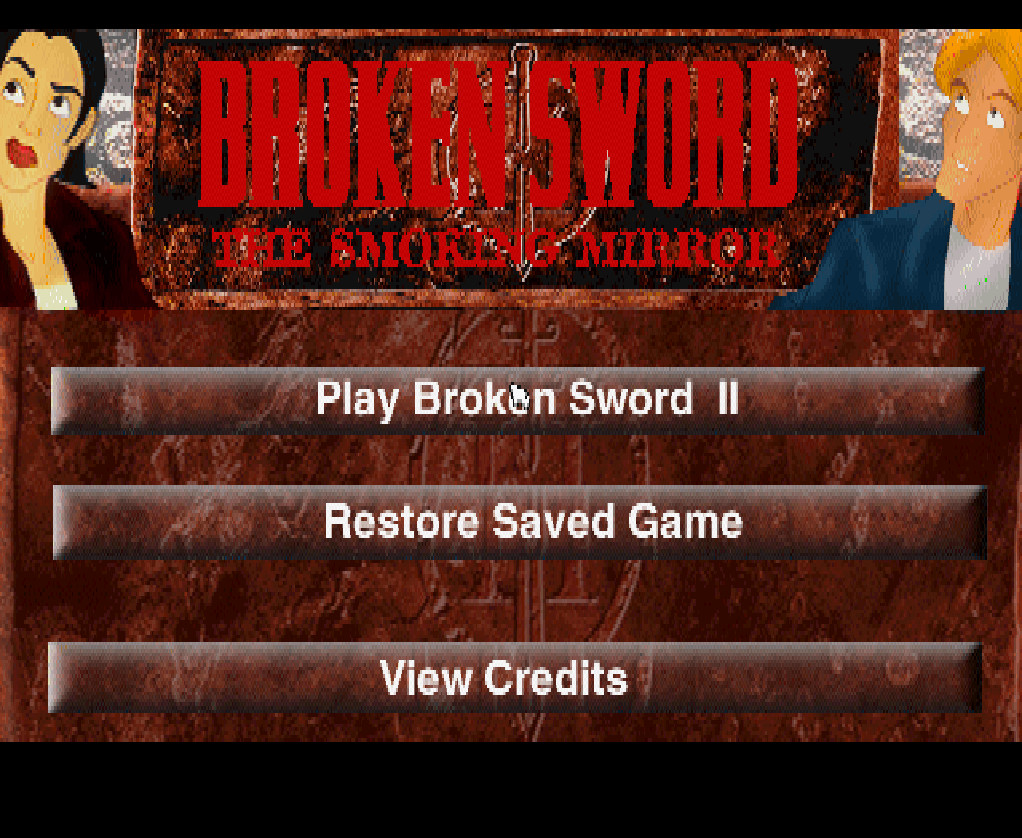 BROKEN SWORD
THE SMOKING MIRROR
Play Broken Sword II
Restore Saved Game
View Credits